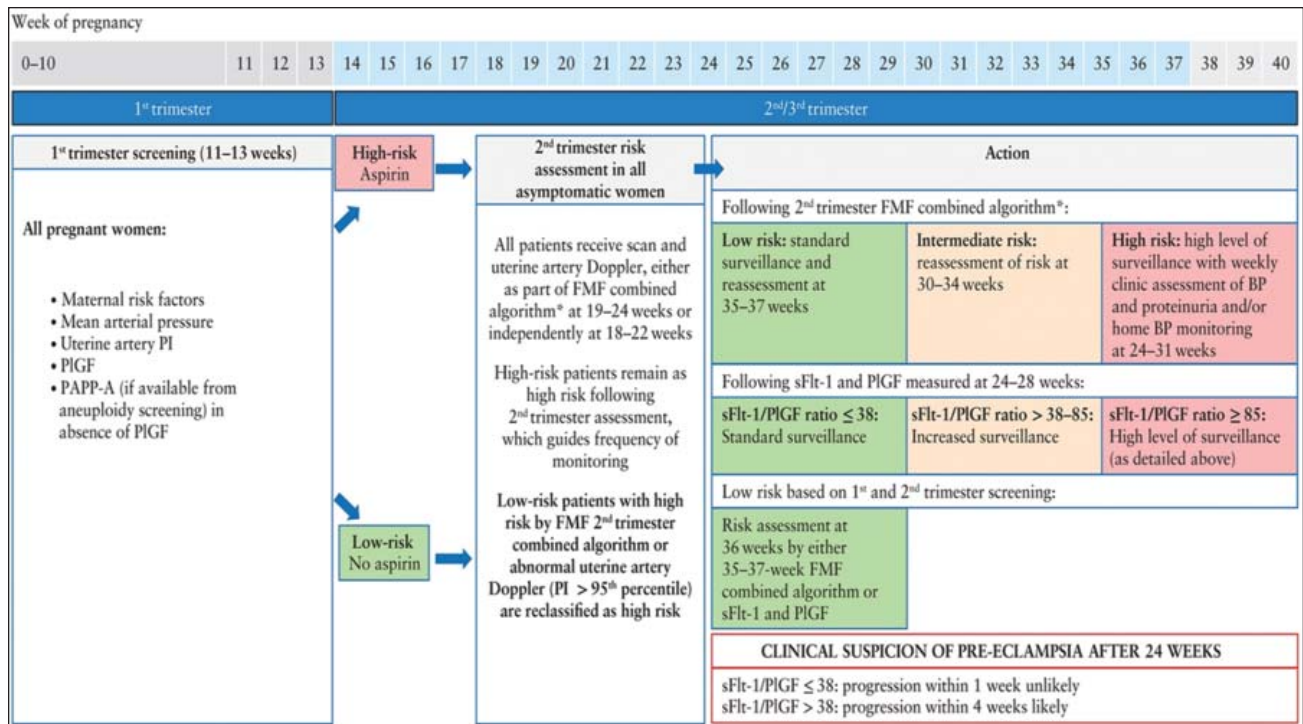 Week of pregnancy
0–10 11 12 13 14 15 16 17 18 19 20 21 22 23 24 25 26 27 28 29 30 31 32 33 34 35 36 37 38 39 40
1st trimester
2nd/3rd trimester
1st trimester screening (11–13 weeks)
All pregnant women:
• Maternal risk factors
• Mean arterial pressure
• Uterine artery PI
• PlGF
• PAPP-A (if available from
aneuploidy screening) in
absence of PlGF
High-risk
Aspirin
Low-risk
No aspirin
2nd trimester risk
assessment in all
asymptomatic women
All patients receive scan and
uterine artery Doppler, either
as part of FMF combined
algorithm* at 19–24 weeks or
independently at 18–22 weeks
High-risk patients remain as
high risk following
2nd trimester assessment,
which guides frequency of
monitoring
Low-risk patients with high
risk by FMF 2nd trimester
combined algorithm or
abnormal uterine artery
Doppler (PI > 95th percentile)
are reclassified as high risk
Action
Following 2nd trimester FMF combined algorithm*:
Low risk: standard
surveillance and
reassessment at
35–37 weeks
Intermediate risk:
reassessment of risk at
30–34 weeks
High risk: high level of
surveillance with weekly
clinic assessment of BP
and proteinuria and/or
home BP monitoring
at 24–31 weeks
Following sFlt-1 and PlGF measured at 24–28 weeks:
sFlt-1/PlGF ratio ≤ 38:
Standard surveillance
sFlt-1/PlGF ratio > 38–85:
Increased surveillance
sFlt-1/PlGF ratio ≥ 85:
High level of surveillance
(as detailed above)
Low risk based on 1st and 2nd trimester screening:
Risk assessment at
36 weeks by either
35–37-week FMF
combined algorithm or
sFlt-1 and PlGF
CLINICAL SUSPICION OF PRE-ECLAMPSIA AFTER 24 WEEKS
sFlt-1/PlGF ≤ 38: progression within 1 week unlikely
sFlt-1/PlGF > 38: progression within 4 weeks likely